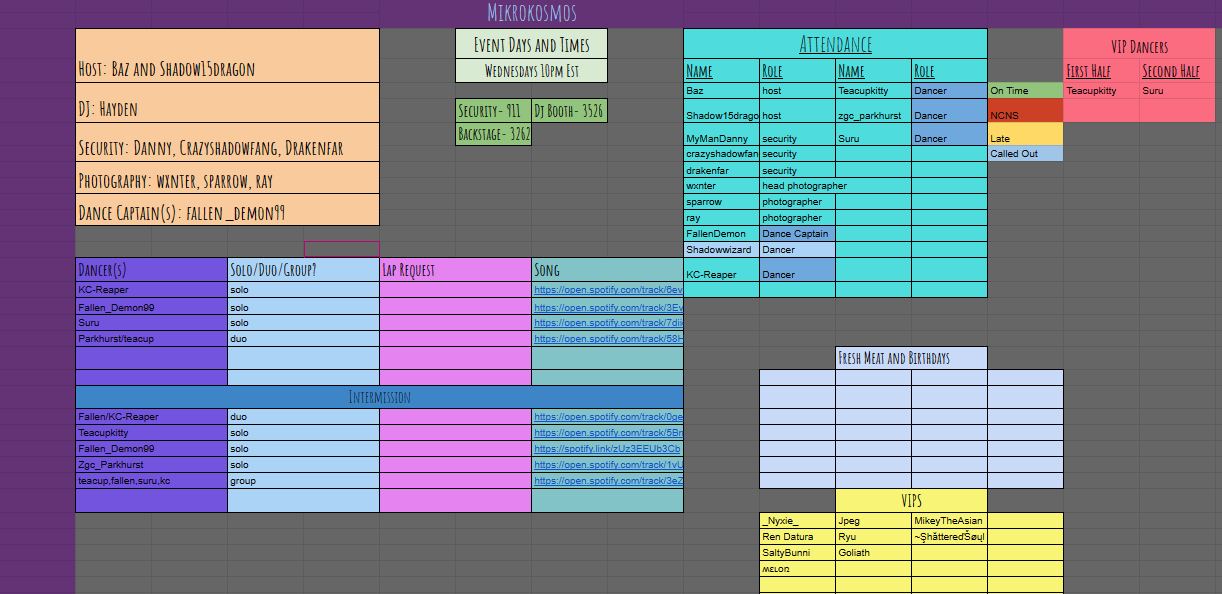 Mikrokosmos
Host: Baz and Shadow15dragon
DJ: Hayden
Security: Danny, Crazyshadowfang, Drakenfar
Photography: wxnter, sparrow, ray
Dance Captain(s): fallen_demon99
Event Days and Times
Wednesdays 10pm Est
Security- 911 Dj Booth- 3526
Backstage- 3262
Attendance
Name Role Name Role
Baz host Teacupkitty Dancer On Time
Shadow15drago host zgc_parkhurst Dancer NCNS
MyManDanny security Suru Dancer Late
crazyshadowfan security Called Out
drakenfar security
wxnter head photographer
sparrow photographer
ray photographer
FallenDemon Dance Captain
Shadowwizard Dancer
KC-Reaper Dancer
VIP Dancers
First Half Second Half
Teacupkitty Suru
Dancer(s) Solo/Duo/Group? Lap Request Song
KC-Reaper solo https://open.spotify.com/track/6ev
Fallen_Demon99 solo https://open.spotify.com/track/3Ev
Suru solo https://open.spotify.com/track/7dii
Parkhurst/teacup duo https://open.spotify.com/track/58H
Intermission
Fallen/KC-Reaper duo https://open.spotify.com/track/0ge
Teacupkitty solo https://open.spotify.com/track/5Bn
Fallen_Demon99 solo https://spotify.link/zUz3EEUb3Cb
Zgc_Parkhurst solo https://open.spotify.com/track/1vU
teacup,fallen,suru,kc group https://open.spotify.com/track/3eZ
Fresh Meat and Birthdays
VIPS
_Nyxie_ Jpeg MikeyTheAsian
Ren Datura Ryu ~ŞhåttereďŠøųl
SaltyBunni Goliath
ʍɛʟօռ